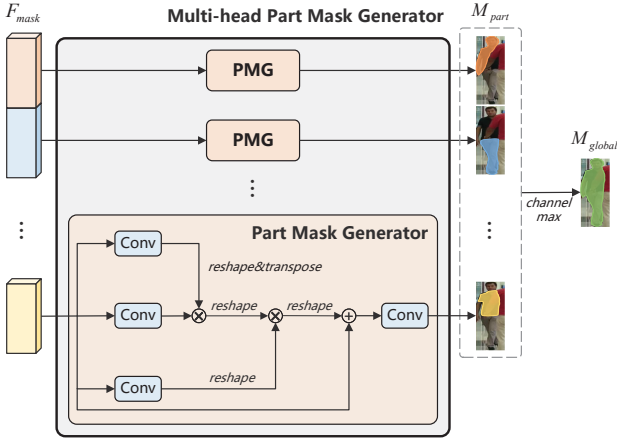 F_mask
Multi-head Part Mask Generator
M_part
PMG
PMG
M_global
channel
max
Part Mask Generator
Conv
reshape&transpose
Conv
reshape
reshape
Conv
Conv
reshape